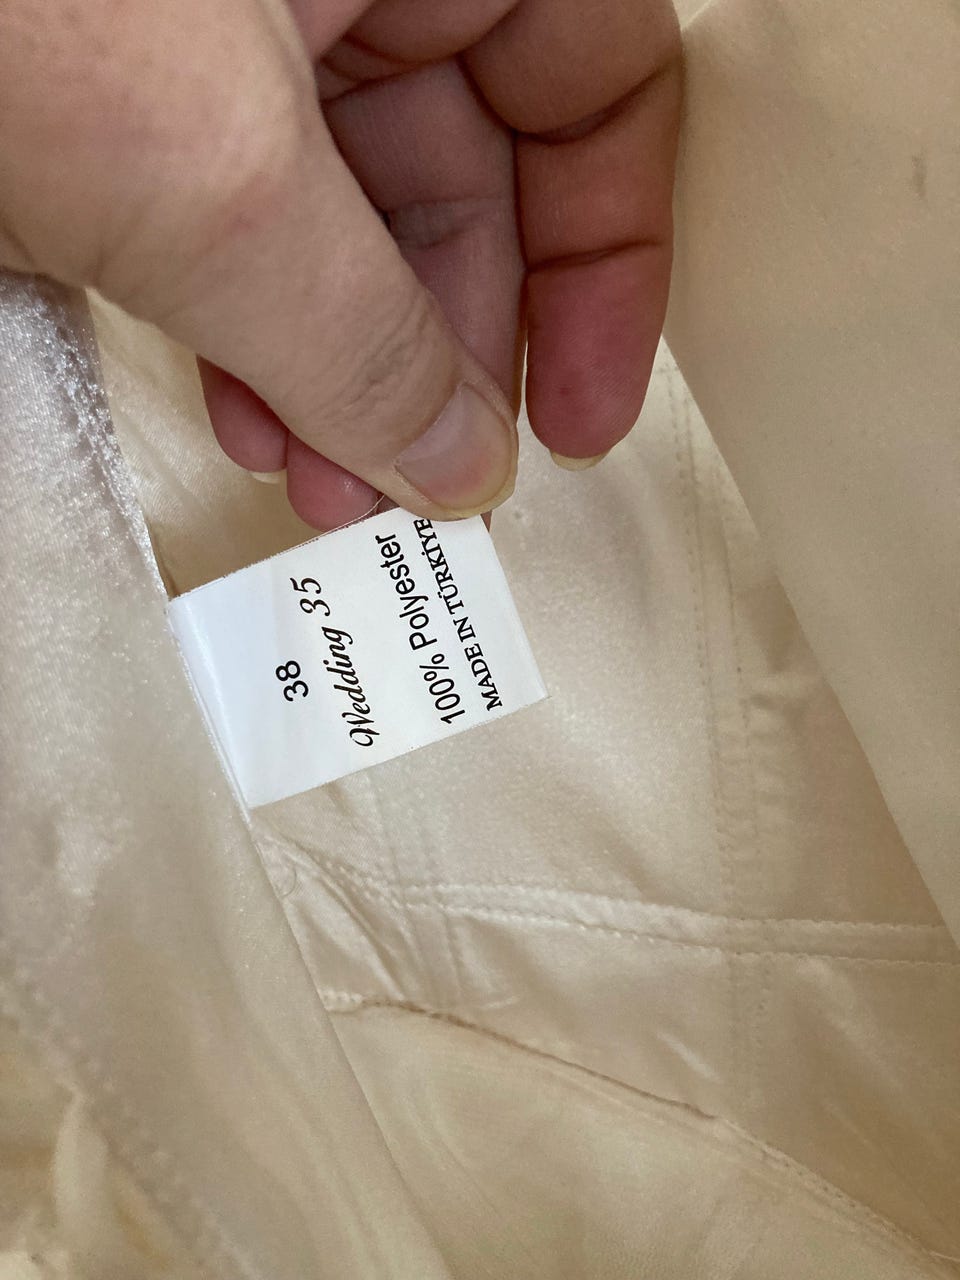 38
Wedding 35
100% Polyester
MADE IN TÜRKİYE